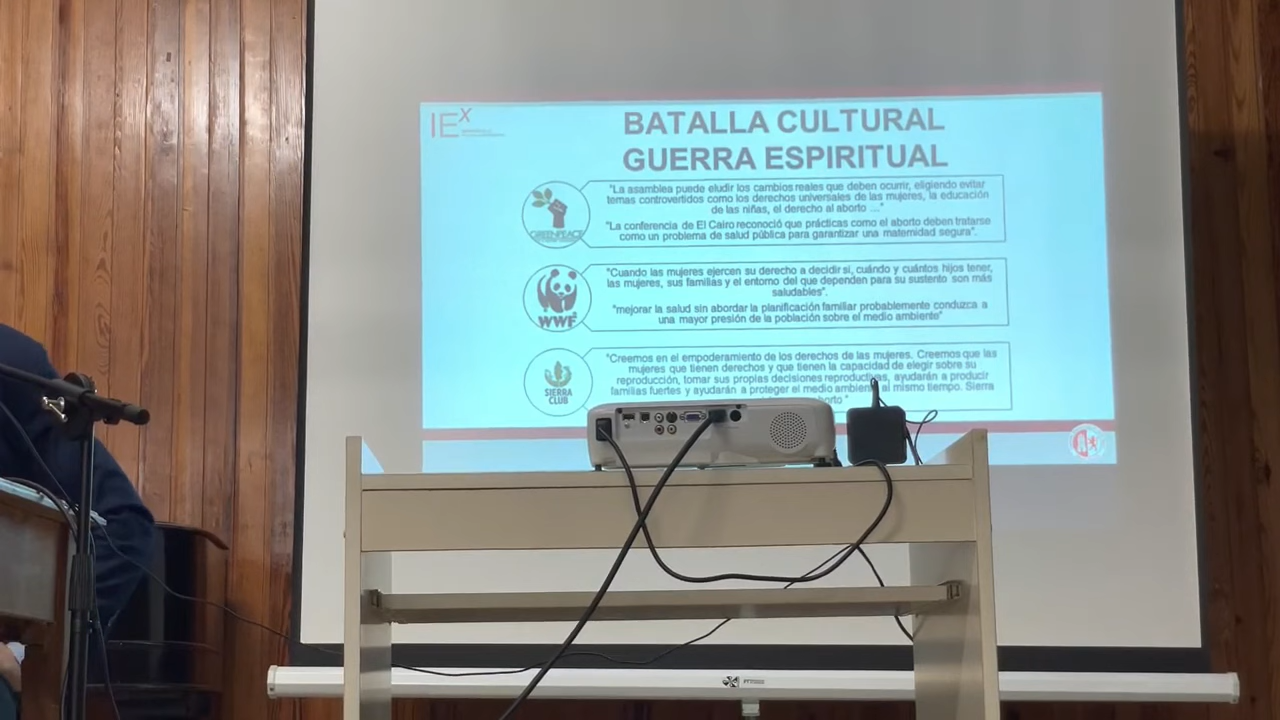 IEx
BATALLA CULTURAL
GUERRA ESPIRITUAL
GREENPEACE
"La asamblea puede eludir los cambios reales que deben ocurrir, eligiendo evitar
temas controvertidos como los derechos universales de las mujeres, la educación
de las niñas, el derecho al aborto ..."
"La conferencia de El Cairo reconoció que prácticas como el aborto deben tratarse
como un problema de salud pública para garantizar una maternidad segura".
WWF
"Cuando las mujeres ejercen su derecho a decidir si, cuándo y cuántos hijos tener,
las mujeres, sus familias y el entorno del que dependen para su sustento son más
saludables".
"mejorar la salud sin abordar la planificación familiar probablemente conduzca a
una mayor presión de la población sobre el medio ambiente"
SIERRA
CLUB
"Creemos en el empoderamiento de los derechos de las mujeres. Creemos que las
mujeres que tienen derechos y que tienen la capacidad de elegir sobre su
reproducción, tomar sus propias decisiones reproductivas, ayudarán a producir
familias fuertes y ayudarán a proteger el medio al mismo tiempo. Sierra